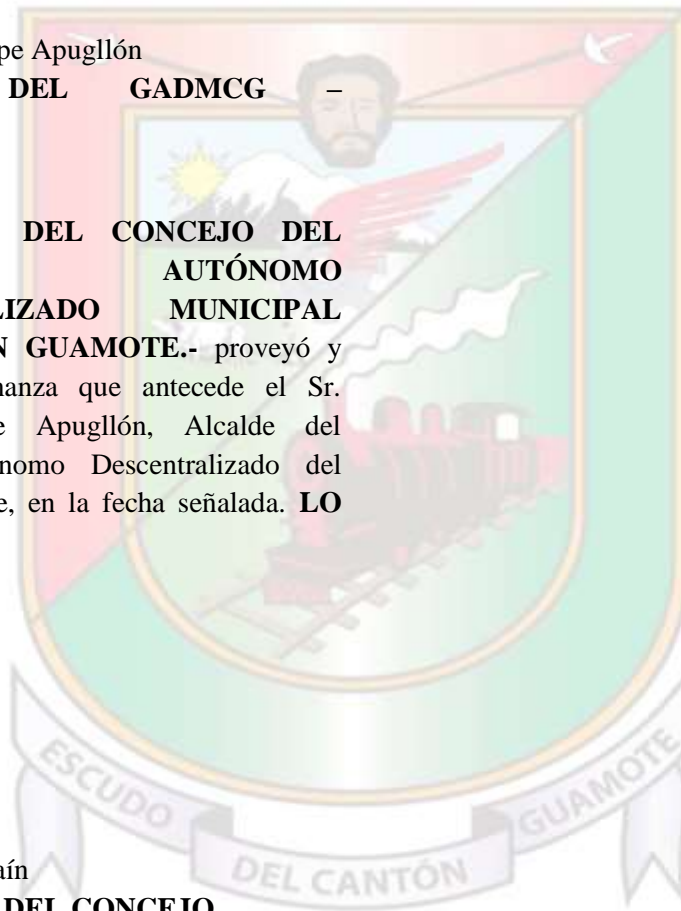 pe Apugllón
DEL GADMCG –
DEL CONCEJO DEL
AUTÓNOMO
LIZADO MUNICIPAL
N GUAMOTE.- proveyó y
nanza que antecede el Sr.
e Apugllón, Alcalde del
nomo Descentralizado del
e, en la fecha señalada. LO
aín
DEL CONCEJO
ESCUDO
DEL CANTÓN
GUAMOTE